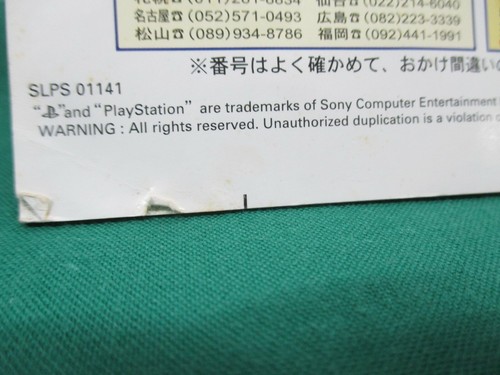 名古屋☎(052)571-0493 広島☎(082)223-3339
松山☎(089)934-8786 福岡☎(092)441-1991
※番号はよく確かめて、おかけ間違いの
SLPS 01141
“ ”and “PlayStation” are trademarks of Sony Computer Entertainment
WARNING : All rights reserved. Unauthorized duplication is a violation